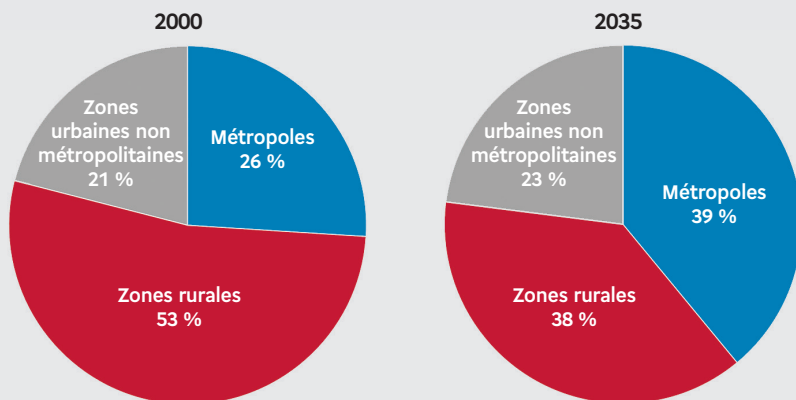 2000
Zones
urbaines non
métropolitaines
21 %
Métropoles
26 %
Zones rurales
53 %
2035
Zones
urbaines non
métropolitaines
23 %
Métropoles
39 %
Zones rurales
38 %